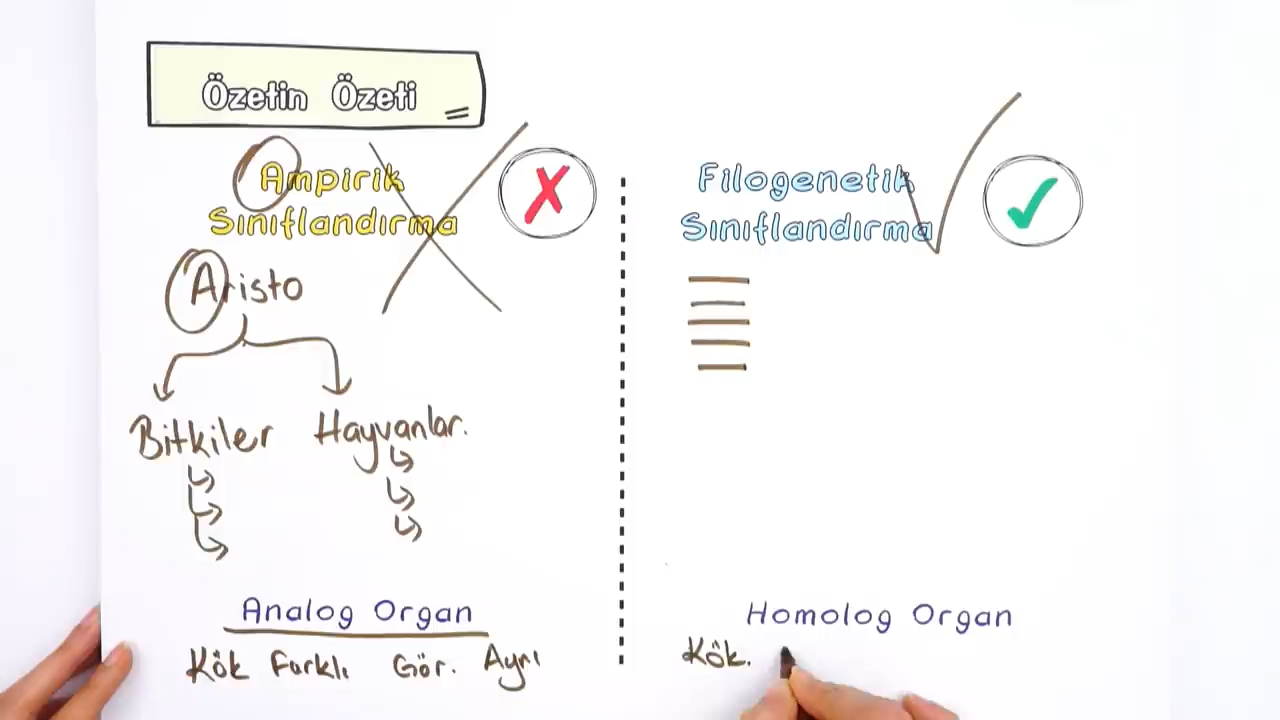 Özetin Özeti
Ampirik
Sınıflandırma
Aristo
Bitkiler Hayvanlar.
Analog Organ
Kök Farklı Gör. Aynı
Filogenetik
Sınıflandırma
Homolog Organ
Kök.